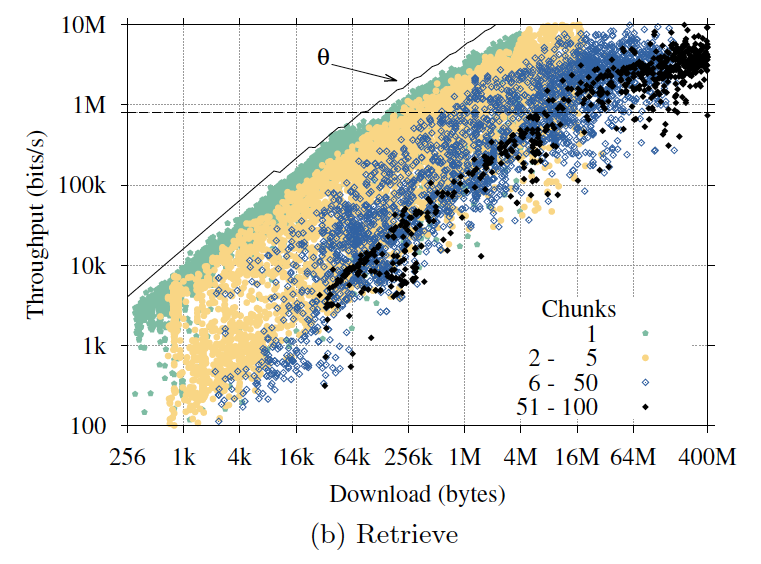 10M
θ
1M
100k
10k
1k
100
Throughput (bits/s)
Chunks
1
2 - 5
6 - 50
51 - 100
256 1k 4k 16k 64k 256k 1M 4M 16M 64M 400M
Download (bytes)
(b) Retrieve